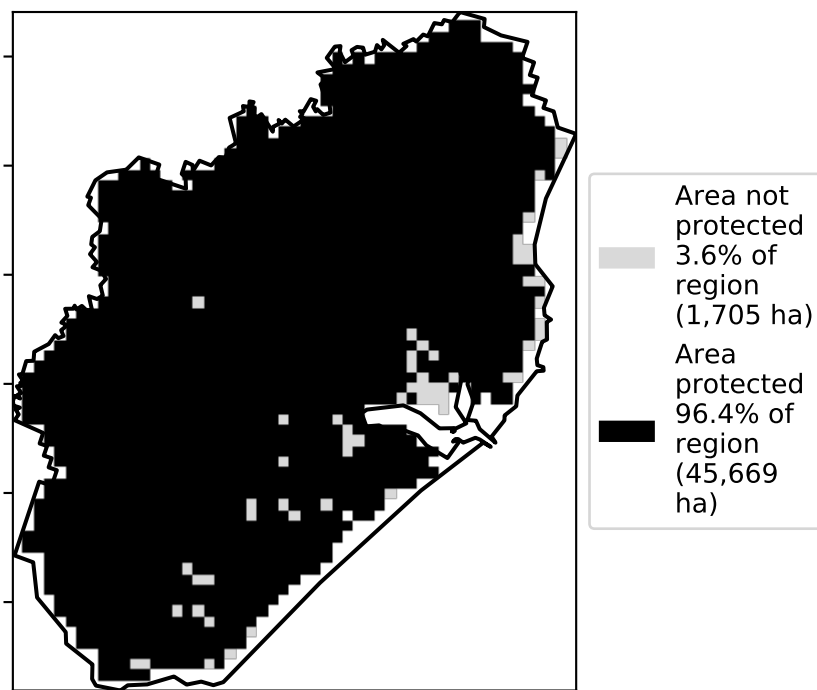 Area not
protected
3.6% of
region
(1,705 ha)
Area
protected
96.4% of
region
(45,669
ha)